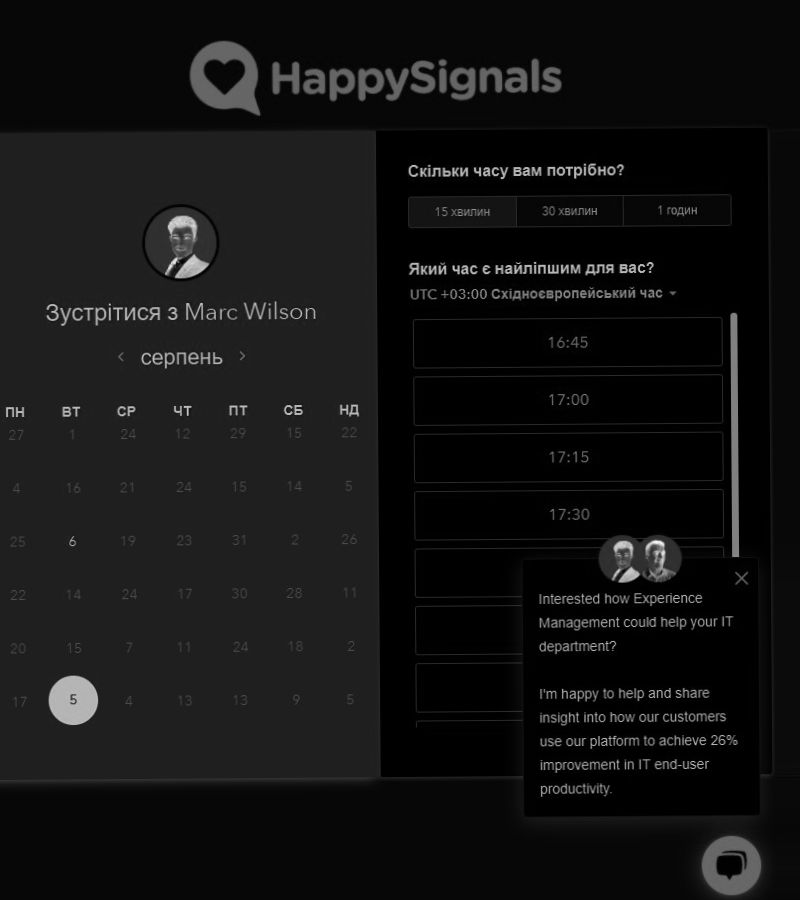 HappySignals
Зустрітися з Marc Wilson
серпень
ПН ВТ СР ЧТ ПТ СБ НД
27 1 24 12 29 15 22
4 16 21 24 15 14 5
25 6 19 23 31 2 26
22 14 24 17 30 28 11
20 15 7 11 24 18 2
17 5 4 13 13 9 5
Скільки часу вам потрібно?
15 хвилин 30 хвилин 1 годин
Який час є найліпшим для вас?
UTC +03:00 Східноєвропейський час
16:45
17:00
17:15
17:30
Interested how Experience
Management could help your IT
department?
I'm happy to help and share
insight into how our customers
use our platform to achieve 26%
improvement in IT end-user
productivity.